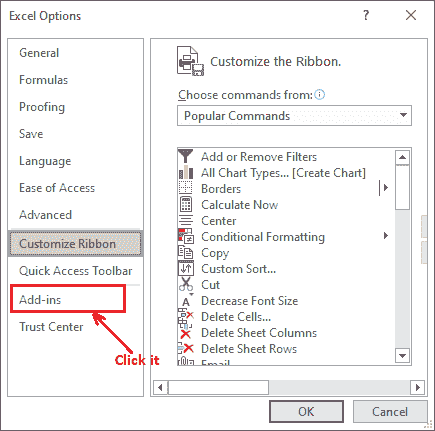 Excel Options
?
General
Formulas
Proofing
Save
Language
Ease of Access
Advanced
Customize Ribbon
Quick Access Toolbar
Add-ins
Trust Center
Click it
Customize the Ribbon.
Choose commands from:
Popular Commands
Add or Remove Filters
All Chart Types... [Create Chart]
Borders
Calculate Now
Center
Conditional Formatting
Copy
Custom Sort...
Cut
Decrease Font Size
Delete Cells...
Delete Sheet Columns
Delete Sheet Rows
Email
OK
Cancel